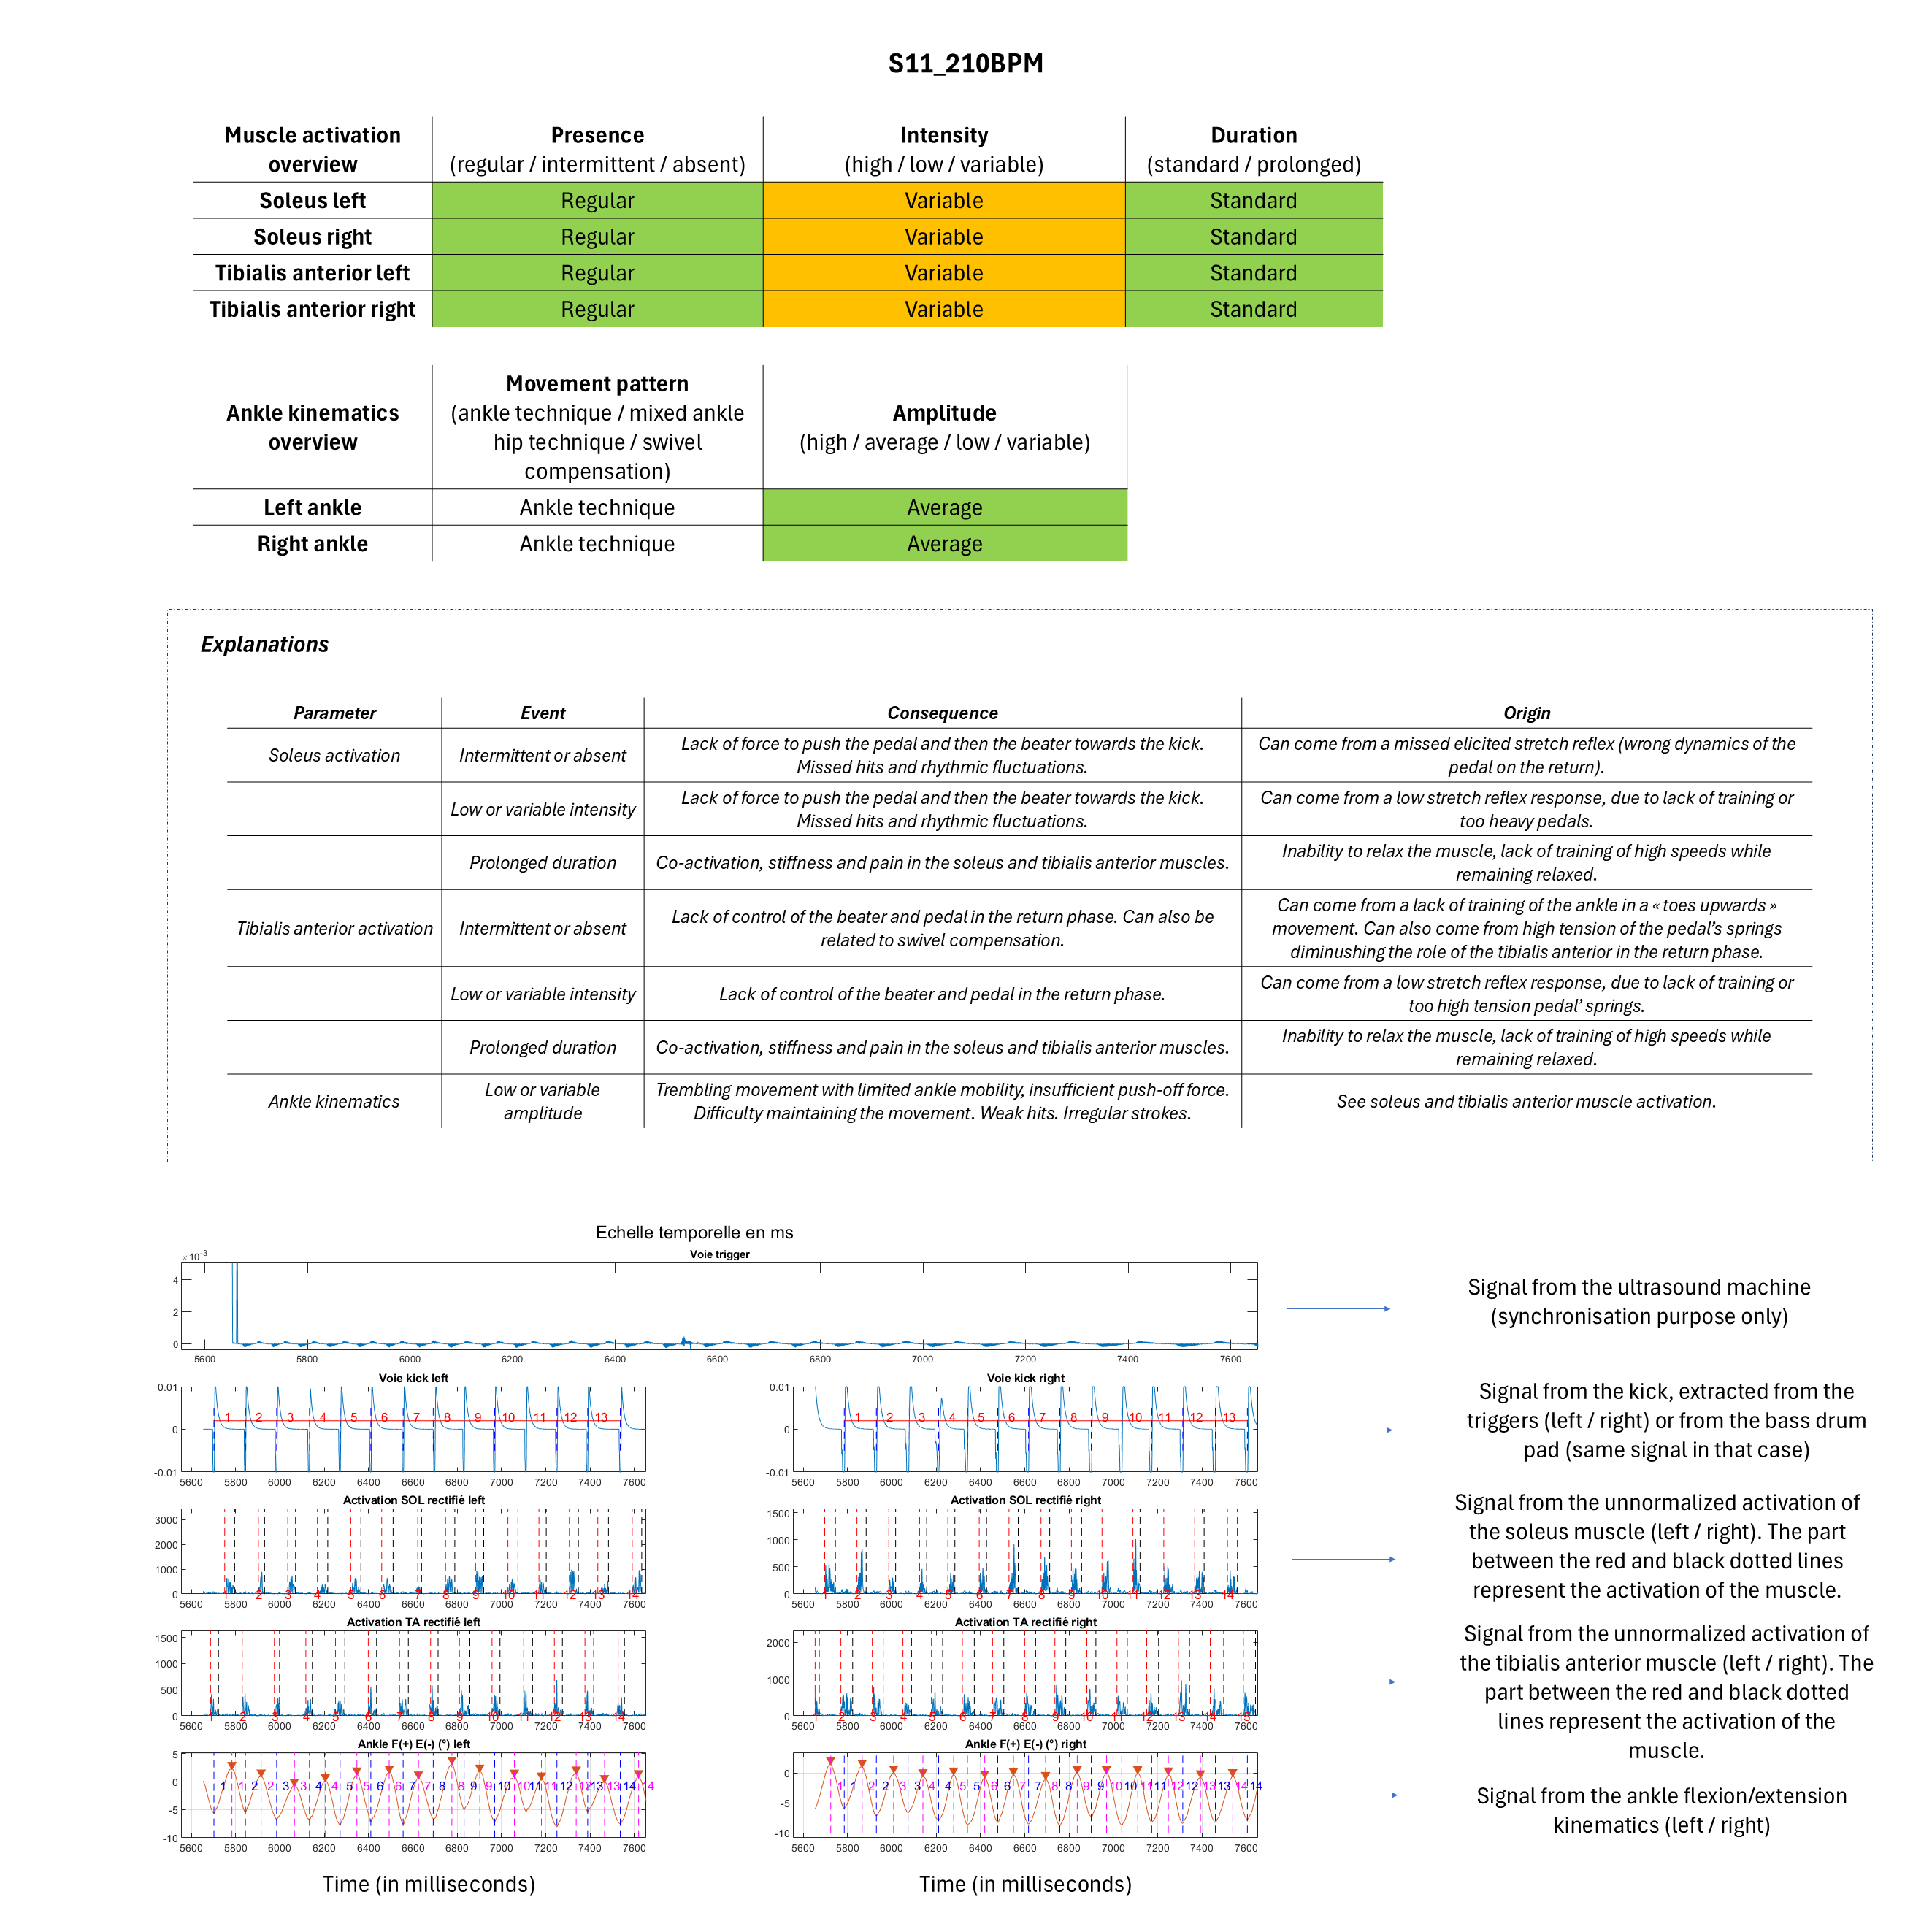 S11_210BPM
Muscle activation overview
Presence
(regular / intermittent / absent)
Intensity
(high / low / variable)
Duration
(standard / prolonged)
Soleus left Regular Variable Standard
Soleus right Regular Variable Standard
Tibialis anterior left Regular Variable Standard
Tibialis anterior right Regular Variable Standard
Ankle kinematics overview
Movement pattern
(ankle technique / mixed ankle
hip technique / swivel
compensation)
Amplitude
(high / average / low / variable)
Left ankle Ankle technique Average
Right ankle Ankle technique Average
Explanations
Parameter Event Consequence Origin
Soleus activation
Intermittent or absent
Lack of force to push the pedal and then the beater towards the kick.
Missed hits and rhythmic fluctuations.
Can come from a missed elicited stretch reflex (wrong dynamics of the
pedal on the return).
Low or variable intensity
Lack of force to push the pedal and then the beater towards the kick.
Missed hits and rhythmic fluctuations.
Can come from a low stretch reflex response, due to lack of training or
too heavy pedals.
Prolonged duration
Co-activation, stiffness and pain in the soleus and tibialis anterior muscles.
Inability to relax the muscle, lack of training of high speeds while
remaining relaxed.
Tibialis anterior activation
Intermittent or absent
Lack of control of the beater and pedal in the return phase. Can also be
related to swivel compensation.
Can come from a lack of training of the ankle in a « toes upwards »
movement. Can also come from high tension of the pedal's springs
diminushing the role of the tibialis anterior in the return phase.
Low or variable intensity
Lack of control of the beater and pedal in the return phase.
Can come from a low stretch reflex response, due to lack of training or
too high tension pedal' springs.
Prolonged duration
Co-activation, stiffness and pain in the soleus and tibialis anterior muscles.
Inability to relax the muscle, lack of training of high speeds while
remaining relaxed.
Ankle kinematics
Low or variable
amplitude
Trembling movement with limited ankle mobility, insufficient push-off force.
Difficulty maintaining the movement. Weak hits. Irregular strokes.
See soleus and tibialis anterior muscle activation.
Echelle temporelle en ms
Voie trigger
×10-3
4
2
0
5600 5800 6000 6200 6400 6600 6800 7000 7200 7400 7600
Signal from the ultrasound machine
(synchronisation purpose only)
Voie kick left
0.01
0
-0.01
1 2 3 4 5 6 7 8 9 10 11 12 13
5600 5800 6000 6200 6400 6600 6800 7000 7200 7400 7600
Voie kick right
0.01
0
-0.01
1 2 3 4 5 6 7 8 9 10 11 12 13
5600 5800 6000 6200 6400 6600 6800 7000 7200 7400 7600
Signal from the kick, extracted from the
triggers (left / right) or from the bass drum
pad (same signal in that case)
Activation SOL rectifié left
3000
2000
1000
0
1 2 3 4 5 6 7 8 9 10 11 12 13 14
5600 5800 6000 6200 6400 6600 6800 7000 7200 7400 7600
Activation SOL rectifié right
1500
1000
500
0
1 2 3 4 5 6 7 8 9 10 11 12 13 14
5600 5800 6000 6200 6400 6600 6800 7000 7200 7400 7600
Signal from the unnormalized activation of
the soleus muscle (left / right). The part
between the red and black dotted lines
represent the activation of the muscle.
Activation TA rectifié left
1500
1000
500
0
1 2 3 4 5 6 7 8 9 10 11 12 13 14
5600 5800 6000 6200 6400 6600 6800 7000 7200 7400 7600
Activation TA rectifié right
2000
1000
0
1 2 3 4 5 6 7 8 9 10 11 12 13 14 15
5600 5800 6000 6200 6400 6600 6800 7000 7200 7400 7600
Signal from the unnormalized activation of
the tibialis anterior muscle (left / right). The
part between the red and black dotted
lines represent the activation of the
muscle.
Ankle F(+) E(-) (°) left
5
0
-5
-10
1 1 2 2 3 3 4 4 5 5 6 6 7 7 8 8 9 9 10 10 11 11 12 12 13 13 14 14
5600 5800 6000 6200 6400 6600 6800 7000 7200 7400 7600
Ankle F(+) E(-) (°) right
0
-5
-10
1 1 2 2 3 3 4 4 5 5 6 6 7 7 8 8 9 9 10 10 11 11 12 12 13 13 14 14
5600 5800 6000 6200 6400 6600 6800 7000 7200 7400 7600
Signal from the ankle flexion/extension
kinematics (left / right)
Time (in milliseconds)
Time (in milliseconds)